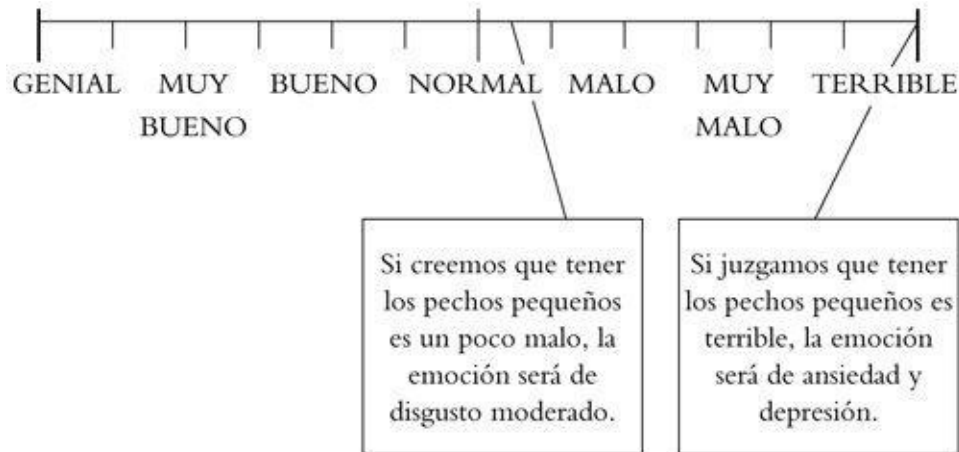 GENIAL MUY BUENO NORMAL MALO MUY TERRIBLE
BUENO MALO
Si creemos que tener
los pechos pequeños
es un poco malo, la
emoción será de
disgusto moderado.
Si juzgamos que tener
los pechos pequeños es
terrible, la emoción
será de ansiedad y
depresión.